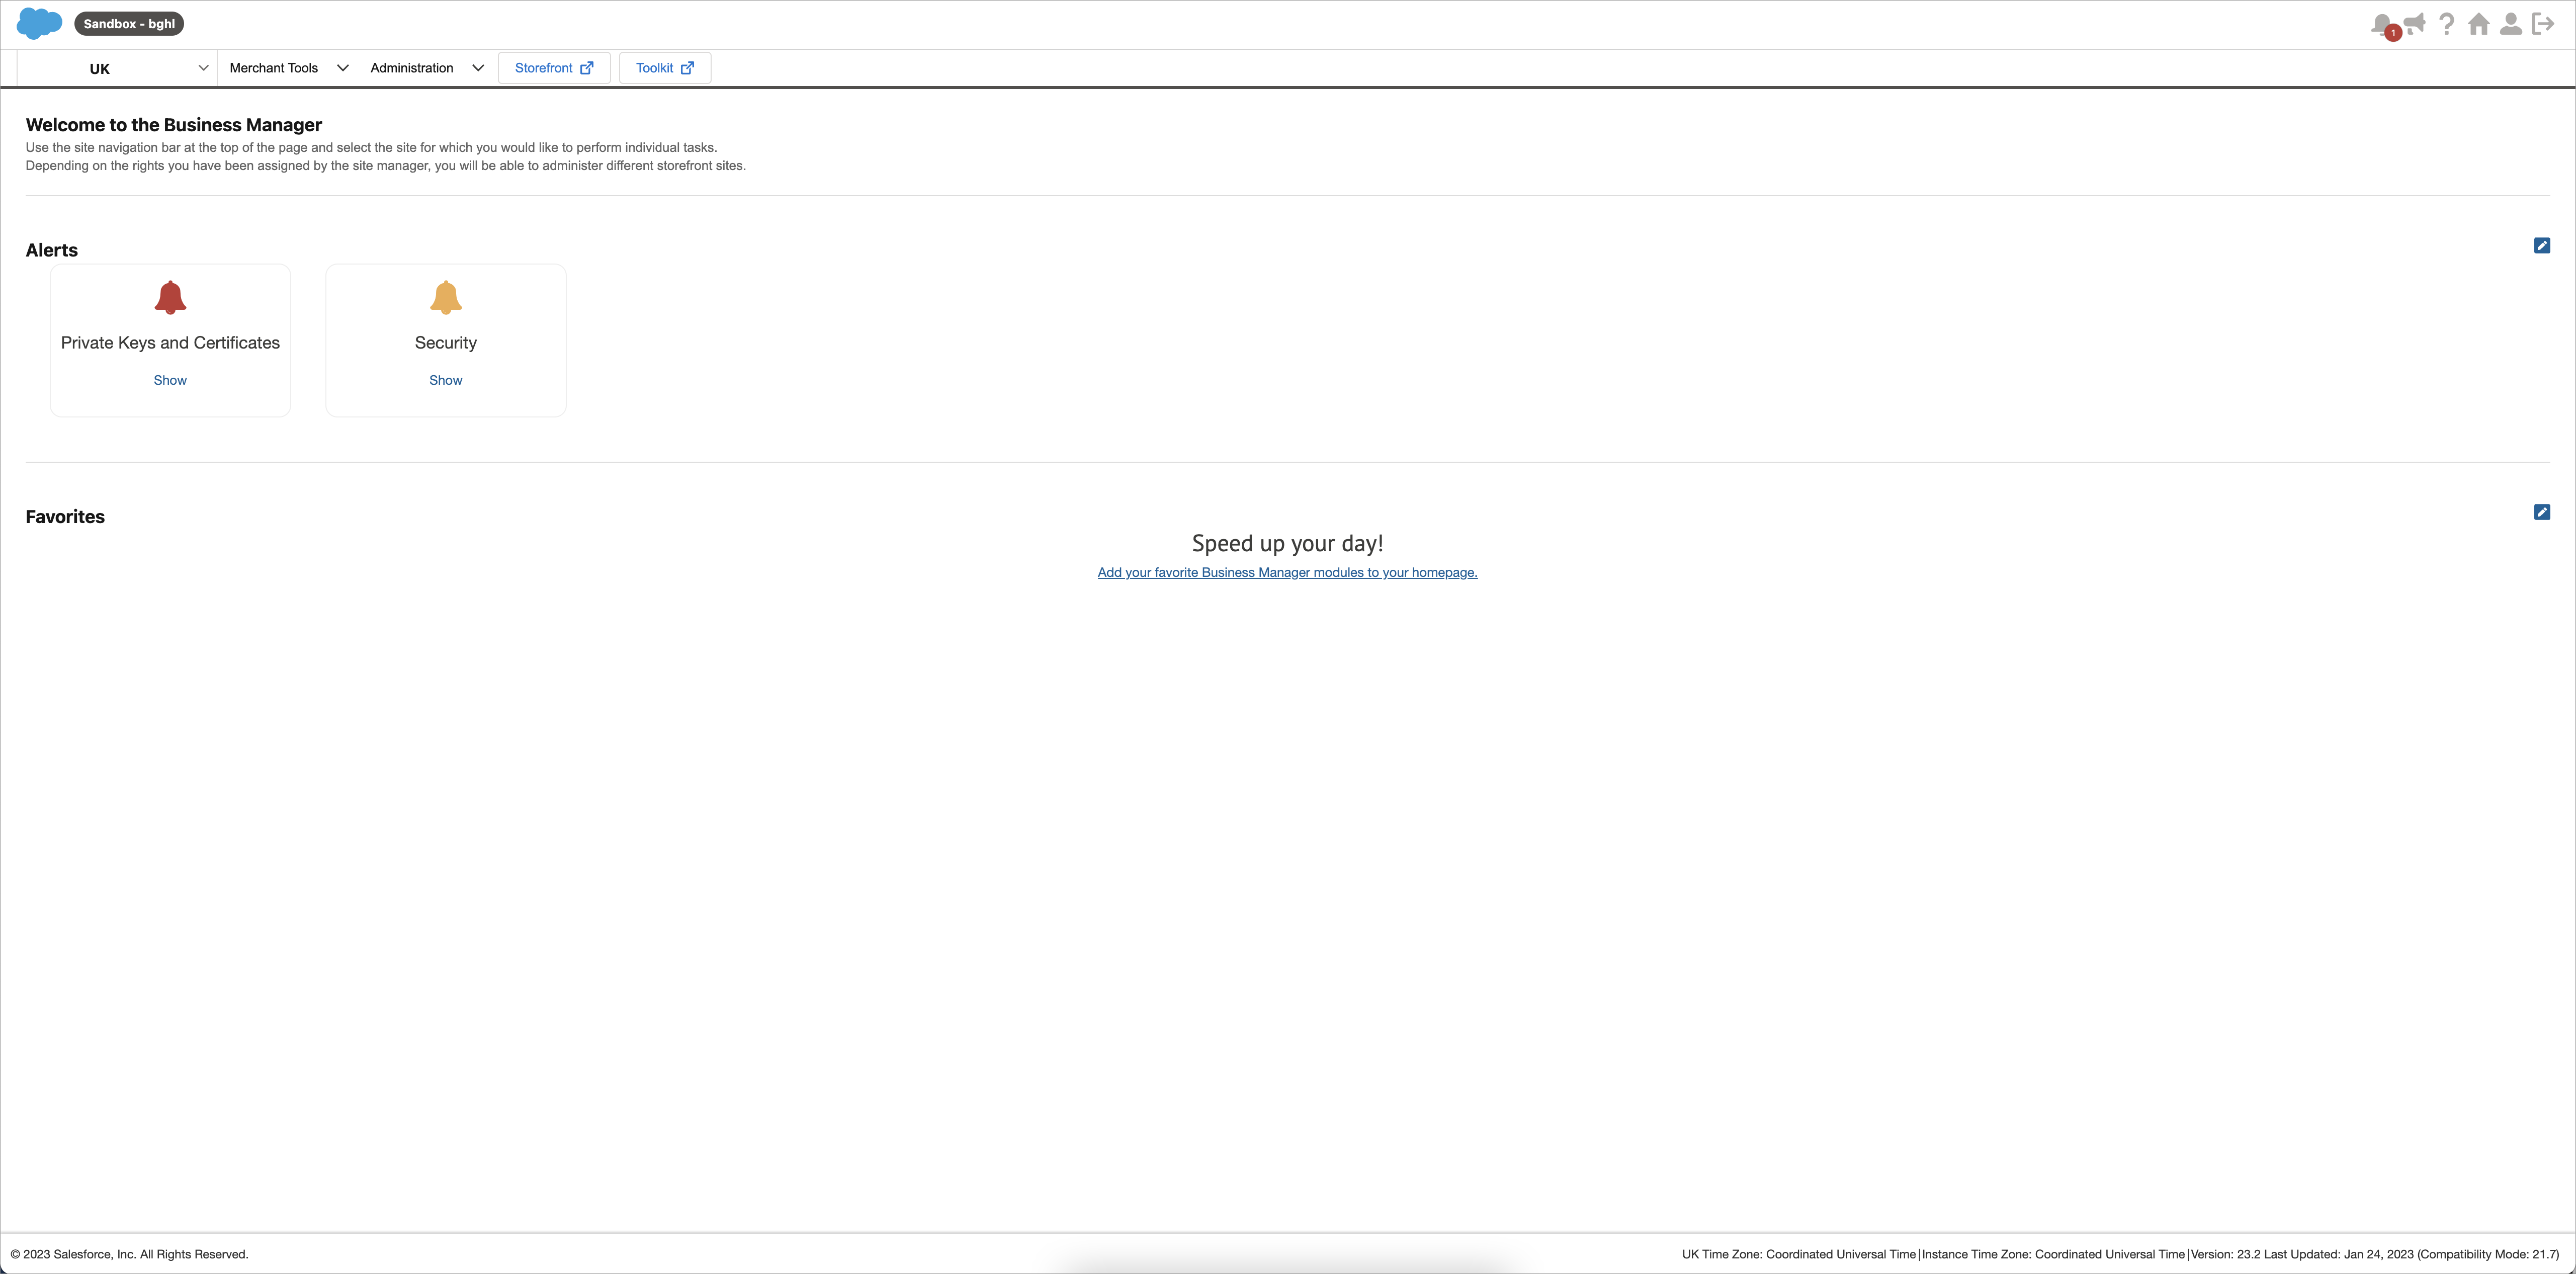 Sandbox - bghl
1
UK
Merchant Tools
Administration
Storefront
Toolkit
Welcome to the Business Manager
Use the site navigation bar at the top of the page and select the site for which you would like to perform individual tasks.
Depending on the rights you have been assigned by the site manager, you will be able to administer different storefront sites.
Alerts
Private Keys and Certificates
Show
Security
Show
Favorites
Speed up your day!
Add your favorite Business Manager modules to your homepage.
© 2023 Salesforce, Inc. All Rights Reserved.
UK Time Zone: Coordinated Universal Time|Instance Time Zone: Coordinated Universal Time|Version: 23.2 Last Updated: Jan 24, 2023 (Compatibility Mode: 21.7)